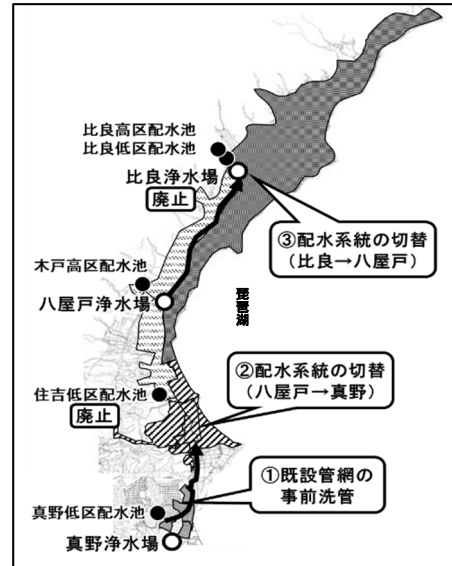 比良高区配水池
比良低区配水池
比良浄水場
廃止
③配水系統の切替
（比良→八屋戸）
木戸高区配水池
八屋戸浄水場
琵琶湖
②配水系統の切替
（八屋戸→真野）
住吉低区配水池
廃止
①既設管網の
事前洗管
真野低区配水池
真野浄水場